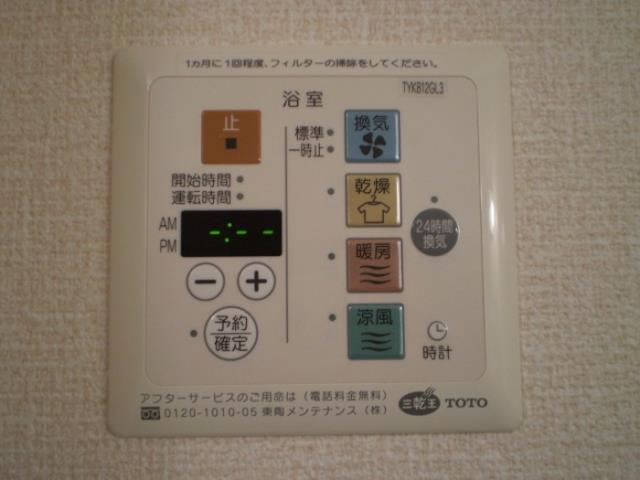 1カ月に1回程度、フィルターの掃除をしてください。
TYK812GL3
浴室
止
換気
標準
一時止
開始時間
運転時間
乾燥
AM
PM
-:--
24時間
換気
暖房
− +
予約
確定
涼風
時計
アフターサービスのご用命は（電話料金無料）
0120-1010-05 東陶メンテナンス（株）
三乾王 TOTO